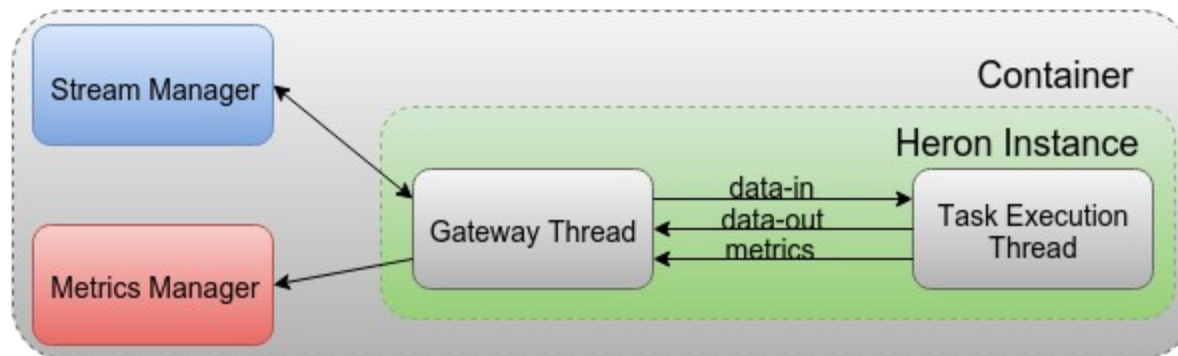 Stream Manager
Container
Heron Instance
data-in
data-out
metrics
Gateway Thread
Task Execution
Thread
Metrics Manager